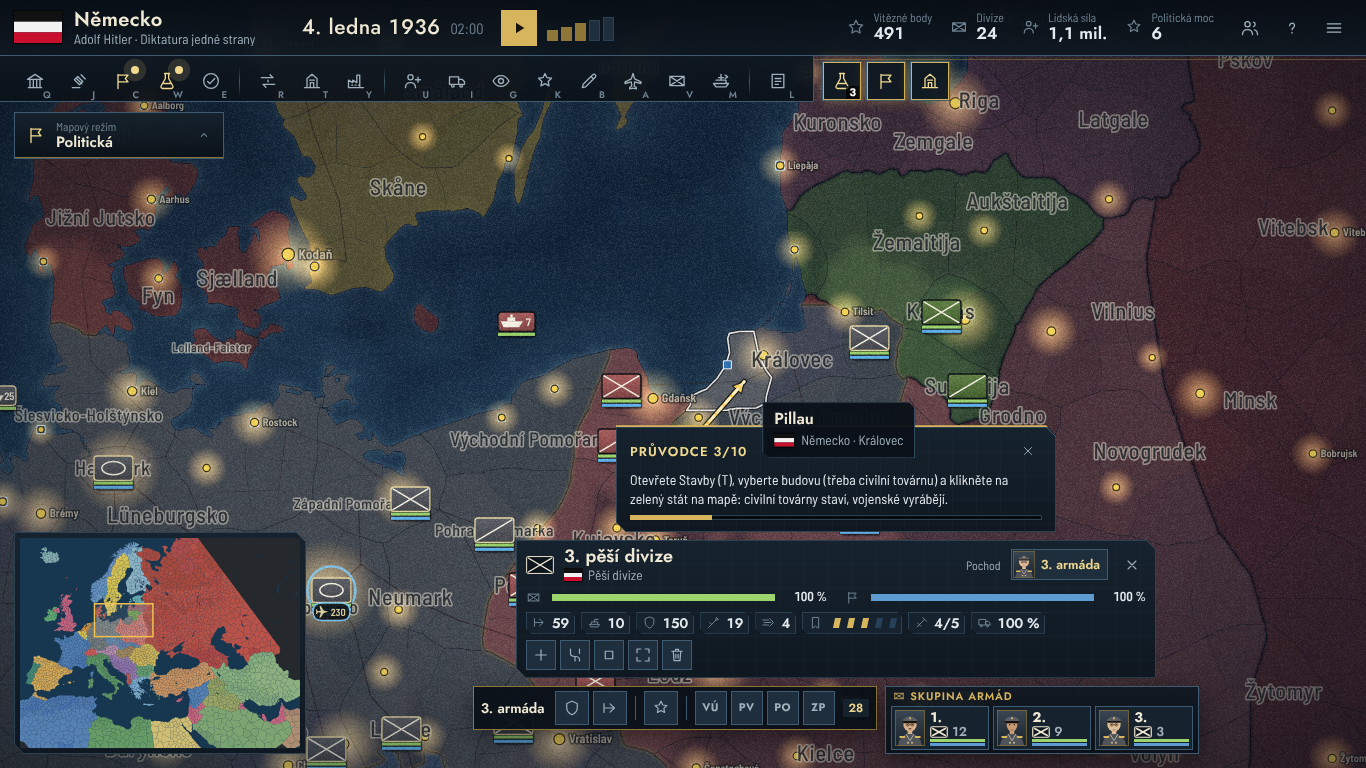 Německo
Adolf Hitler · Diktatura jedné strany
4. ledna 1936 02:00
Vítězné body
491
Divize
24
Lidská síla
1,1 mil.
Politická moc
6
?
Q J C W E R T Y U I G K A V M L
3
Mapový režim
Politická
Aalborg
Pskov
Riga
Kuronsko
Zemgale
Latgale
Liepāja
Skåne
Aarhus
Jižní Jutsko
Aukštaitija
Žemaitija
Vitebsk
Kodaň
Sjælland
Fyn
Tilsit
Vilnius
7
Lolland-Falster
Královec
Kiel
25
Šlesvicko-Holštýnsko
Gdaňsk
Grodno
Minsk
Rostock
Východní Pomořan
Pillau
Německo · Královec
PRŮVODCE 3/10
Otevřete Stavby (T), vyberte budovu (třeba civilní továrnu) a klikněte na
zelený stát na mapě: civilní továrny staví, vojenské vyrábějí.
Novogrudek
Bobrujsk
Brémy
Lüneburgsko
Západní Pomořa
3. pěší divize
Pěší divize
Pochod
3. armáda
100 %
100 %
59
10
150
19
4
4/5
100 %
230
Neumark
3. armáda
VÚ
PV
PO
ZP
28
SKUPINA ARMÁD
1.
12
2.
9
3.
3
Žytomyr
Vratislav
Kielce